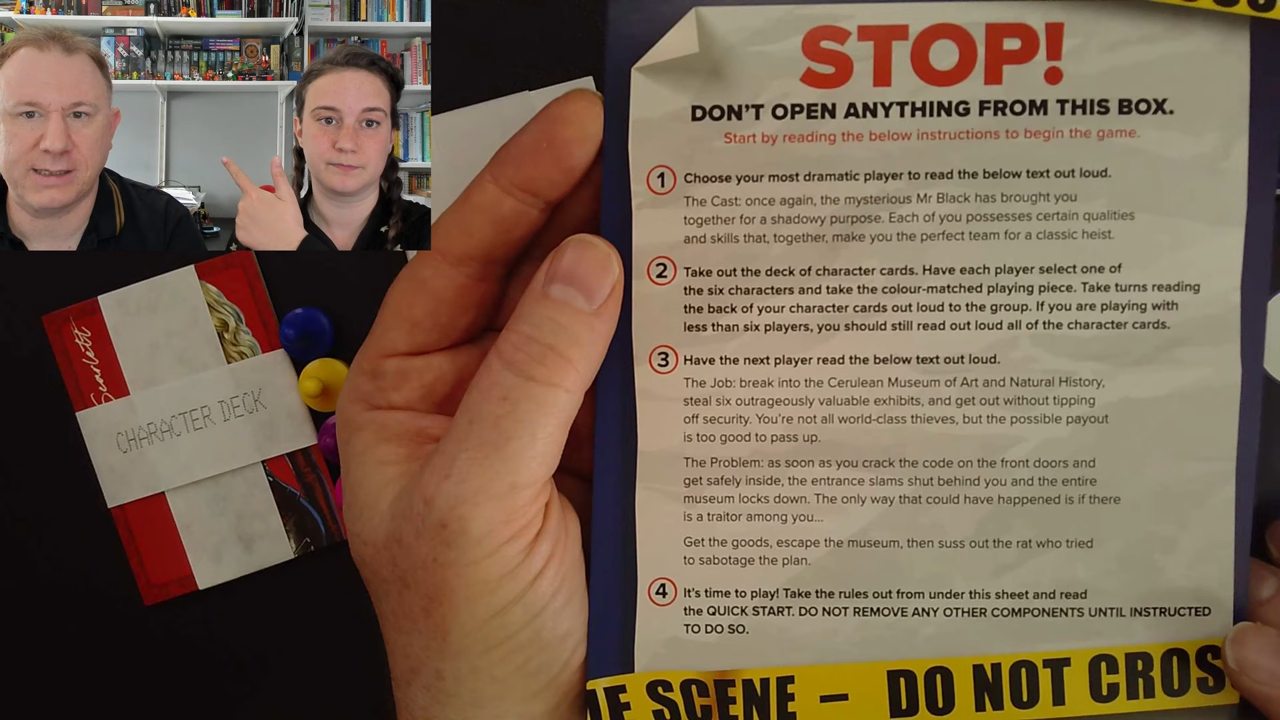 STOP!
DON'T OPEN ANYTHING FROM THIS BOX.
Start by reading the below instructions to begin the game.
1 Choose your most dramatic player to read the below text out loud.
The Cast: once again, the mysterious Mr Black has brought you
together for a shadowy purpose. Each of you possesses certain qualities
and skills that, together, make you the perfect team for a classic heist.
2 Take out the deck of character cards. Have each player select one of
the six characters and take the colour-matched playing piece. Take turns reading
the back of your character cards out loud to the group. If you are playing with
less than six players, you should still read out loud all of the character cards.
3 Have the next player read the below text out loud.
The Job: break into the Cerulean Museum of Art and Natural History,
steal six outrageously valuable exhibits, and get out without tipping
off security. You're not all world-class thieves, but the possible payout
is too good to pass up.
The Problem: as soon as you crack the code on the front doors and
get safely inside, the entrance slams shut behind you and the entire
museum locks down. The only way that could have happened is if there
is a traitor among you...
Get the goods, escape the museum, then suss out the rat who tried
to sabotage the plan.
4 It's time to play! Take the rules out from under this sheet and read
the QUICK START. DO NOT REMOVE ANY OTHER COMPONENTS UNTIL INSTRUCTED
TO DO SO.
SCENE – DO NOT CROS
Scarlett
CHARACTER DECK